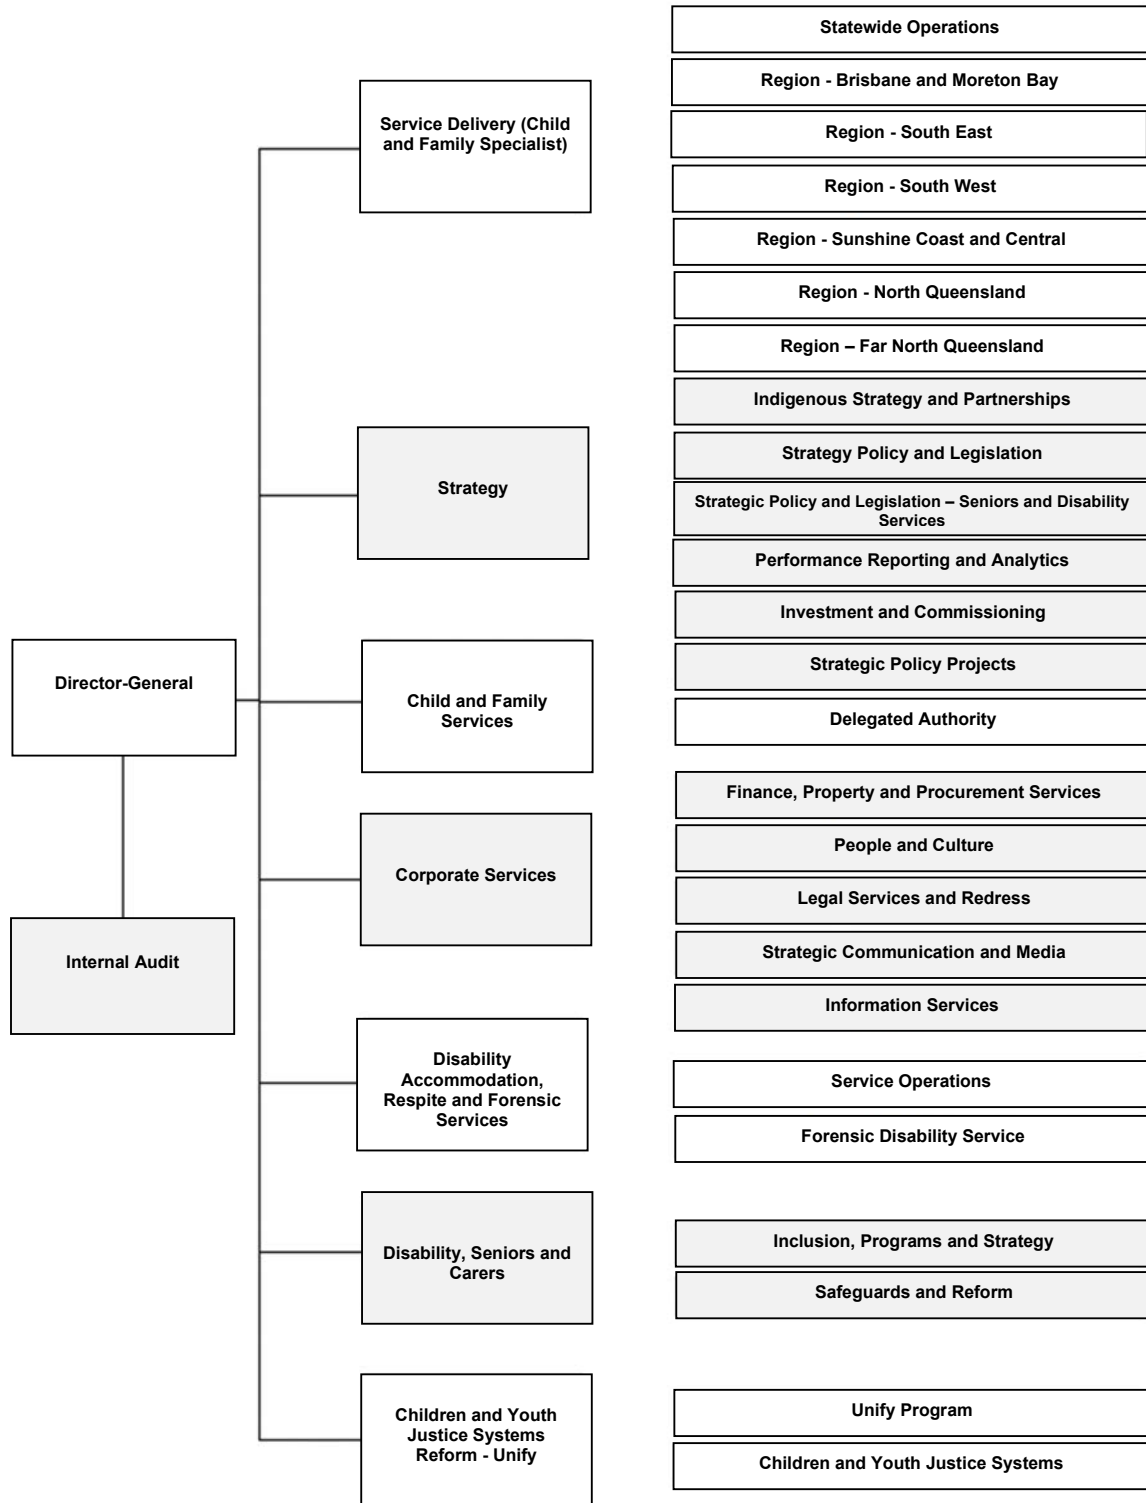 Statewide Operations
Region - Brisbane and Moreton Bay
Service Delivery (Child
and Family Specialist)
Region - South East
Region - South West
Region - Sunshine Coast and Central
Region - North Queensland
Region – Far North Queensland
Indigenous Strategy and Partnerships
Strategy
Strategy Policy and Legislation
Strategic Policy and Legislation – Seniors and Disability
Services
Performance Reporting and Analytics
Investment and Commissioning
Strategic Policy Projects
Director-General
Child and Family
Services
Delegated Authority
Finance, Property and Procurement Services
People and Culture
Corporate Services
Legal Services and Redress
Strategic Communication and Media
Information Services
Internal Audit
Disability
Accommodation,
Respite and Forensic
Services
Service Operations
Forensic Disability Service
Disability, Seniors and
Carers
Inclusion, Programs and Strategy
Safeguards and Reform
Children and Youth
Justice Systems
Reform - Unify
Unify Program
Children and Youth Justice Systems